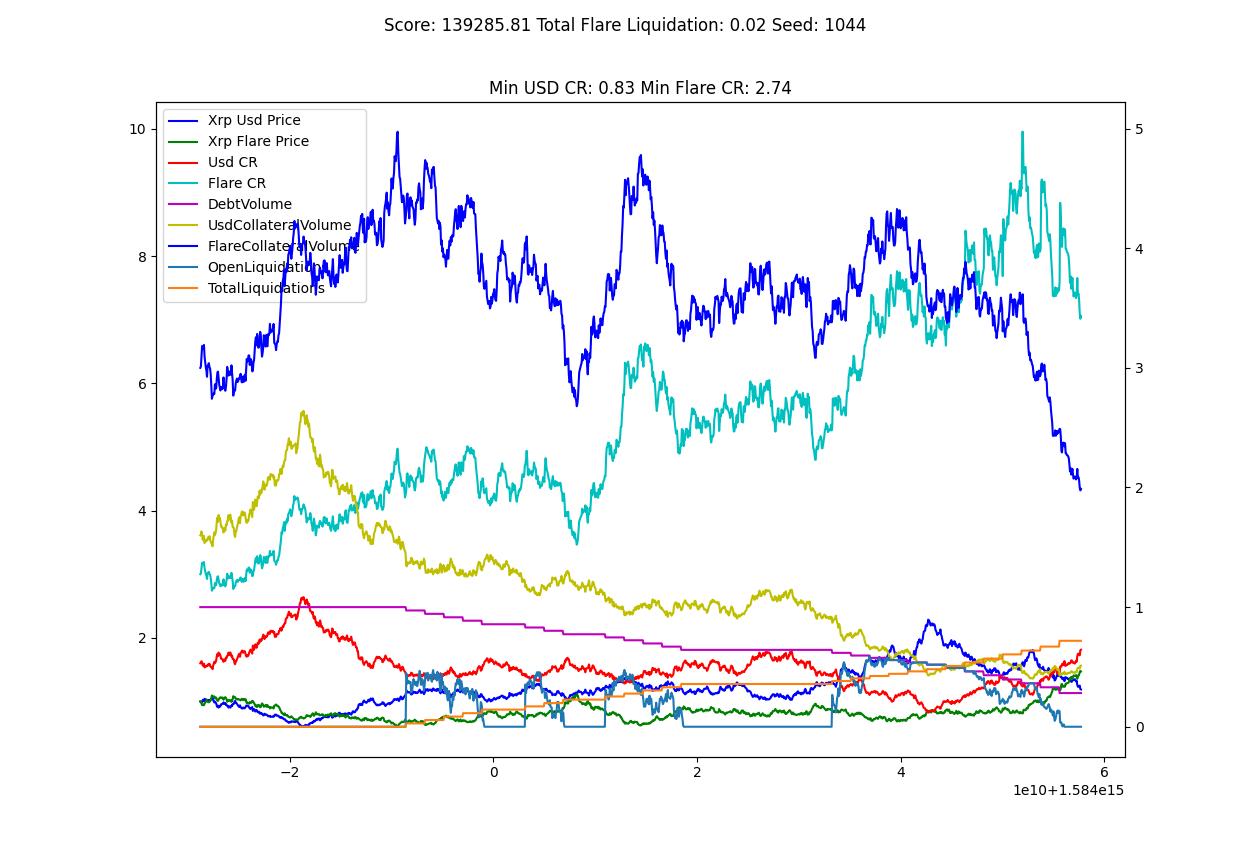 Score: 139285.81 Total Flare Liquidation: 0.02 Seed: 1044
Min USD CR: 0.83 Min Flare CR: 2.74
Xrp Usd Price
Xrp Flare Price
Usd CR
Flare CR
DebtVolume
UsdCollateralVolume
FlareCollateralVolume
OpenLiquidations
TotalLiquidations
10
8
6
4
2
5
4
3
2
1
0
−2
0
2
4
6
1e10+1.584e15